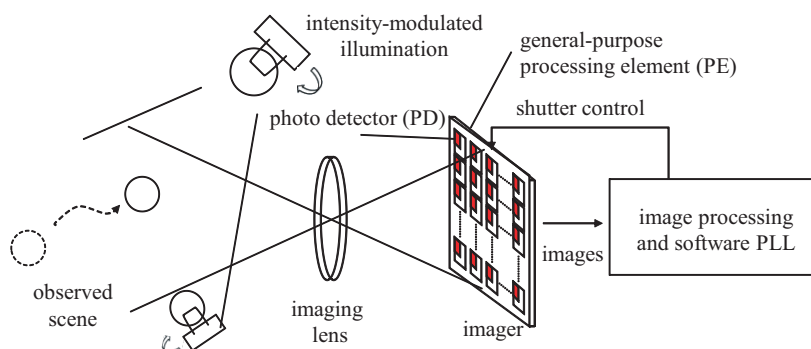 intensity-modulated
illumination
general-purpose
processing element (PE)
photo detector (PD)
shutter control
image processing
and software PLL
images
observed
scene
imaging
lens
imager